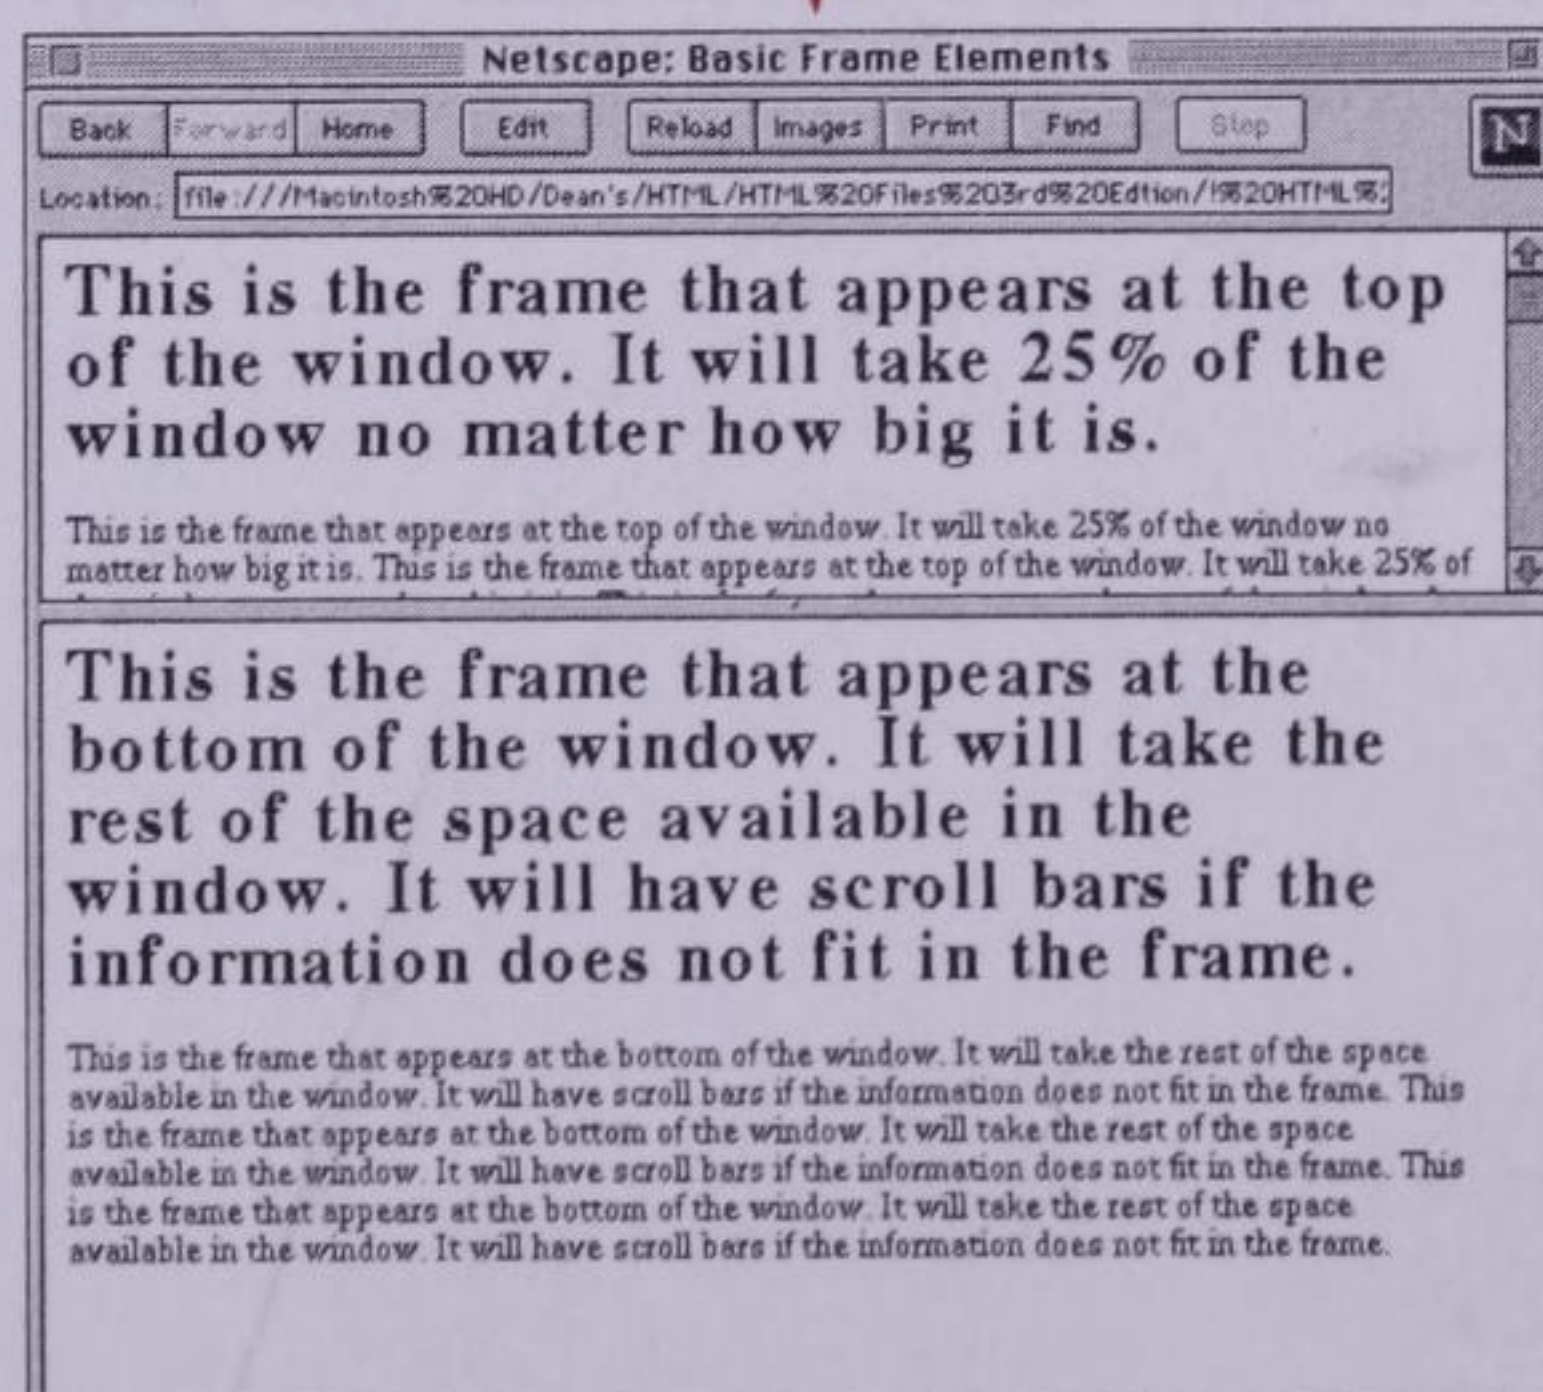 Netscape: Basic Frame Elements
Back Forward Home Edit Reload Images Print Find Stop
N
Location: file:///Macintosh%20HD/Dean's/HTML/HTML%20Files%203rd%20Edtion/!%20HTML%
This is the frame that appears at the top
of the window. It will take 25% of the
window no matter how big it is.
This is the frame that appears at the top of the window. It will take 25% of the window no
matter how big it is. This is the frame that appears at the top of the window. It will take 25% of
This is the frame that appears at the
bottom of the window. It will take the
rest of the space available in the
window. It will have scroll bars if the
information does not fit in the frame.
This is the frame that appears at the bottom of the window. It will take the rest of the space
available in the window. It will have scroll bars if the information does not fit in the frame. This
is the frame that appears at the bottom of the window. It will take the rest of the space
available in the window. It will have scroll bars if the information does not fit in the frame. This
is the frame that appears at the bottom of the window. It will take the rest of the space
available in the window. It will have scroll bars if the information does not fit in the frame.